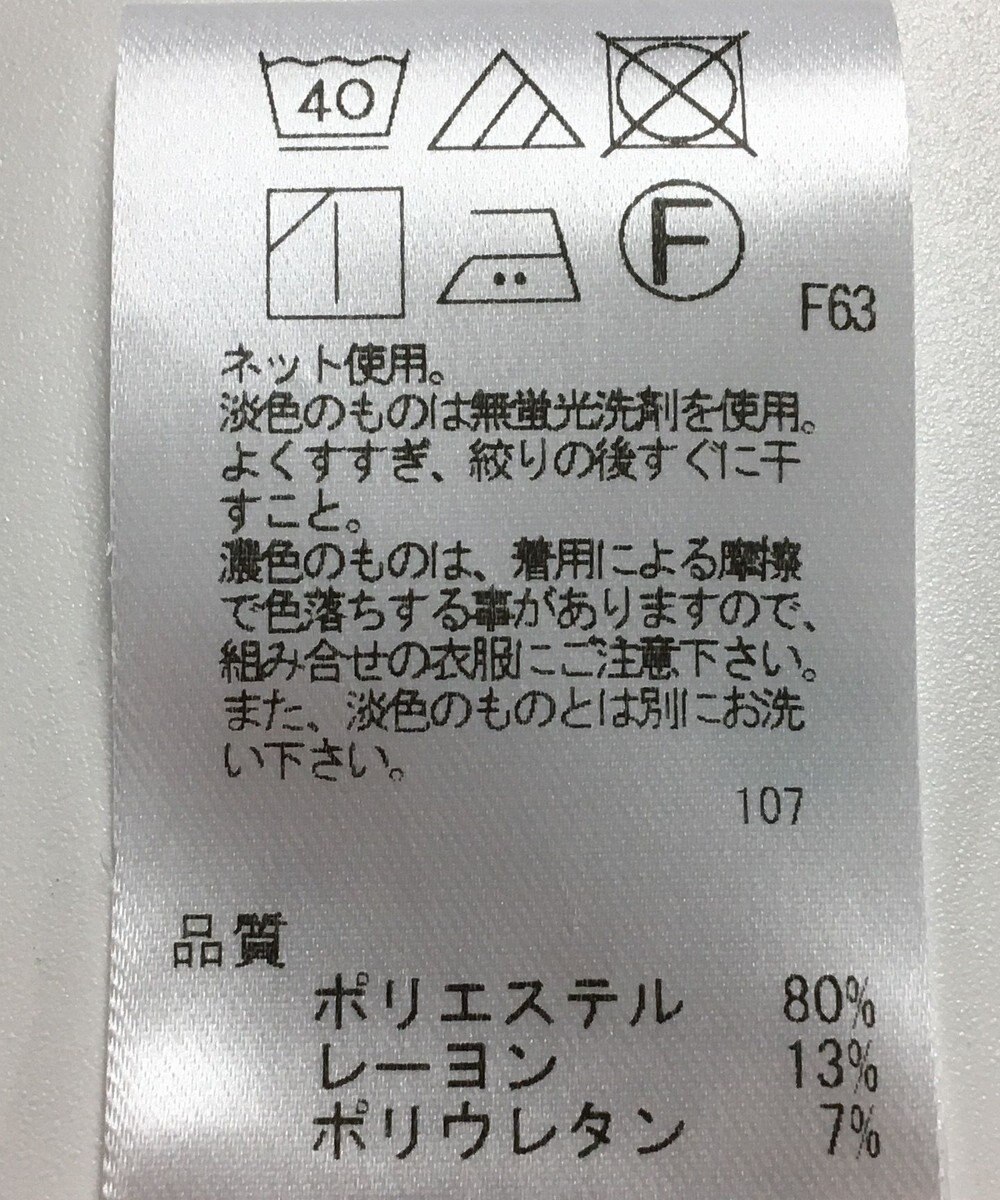 40
F
F63
ネット使用。
淡色のものは無蛍光洗剤を使用。
よくすすぎ、絞りの後すぐに干
すこと。
濃色のものは、着用による摩擦
で色落ちする事がありますので、
組み合せの衣服にご注意下さい。
また、淡色のものとは別にお洗
い下さい。
107
品質
ポリエステル 80%
レーヨン 13%
ポリウレタン 7%